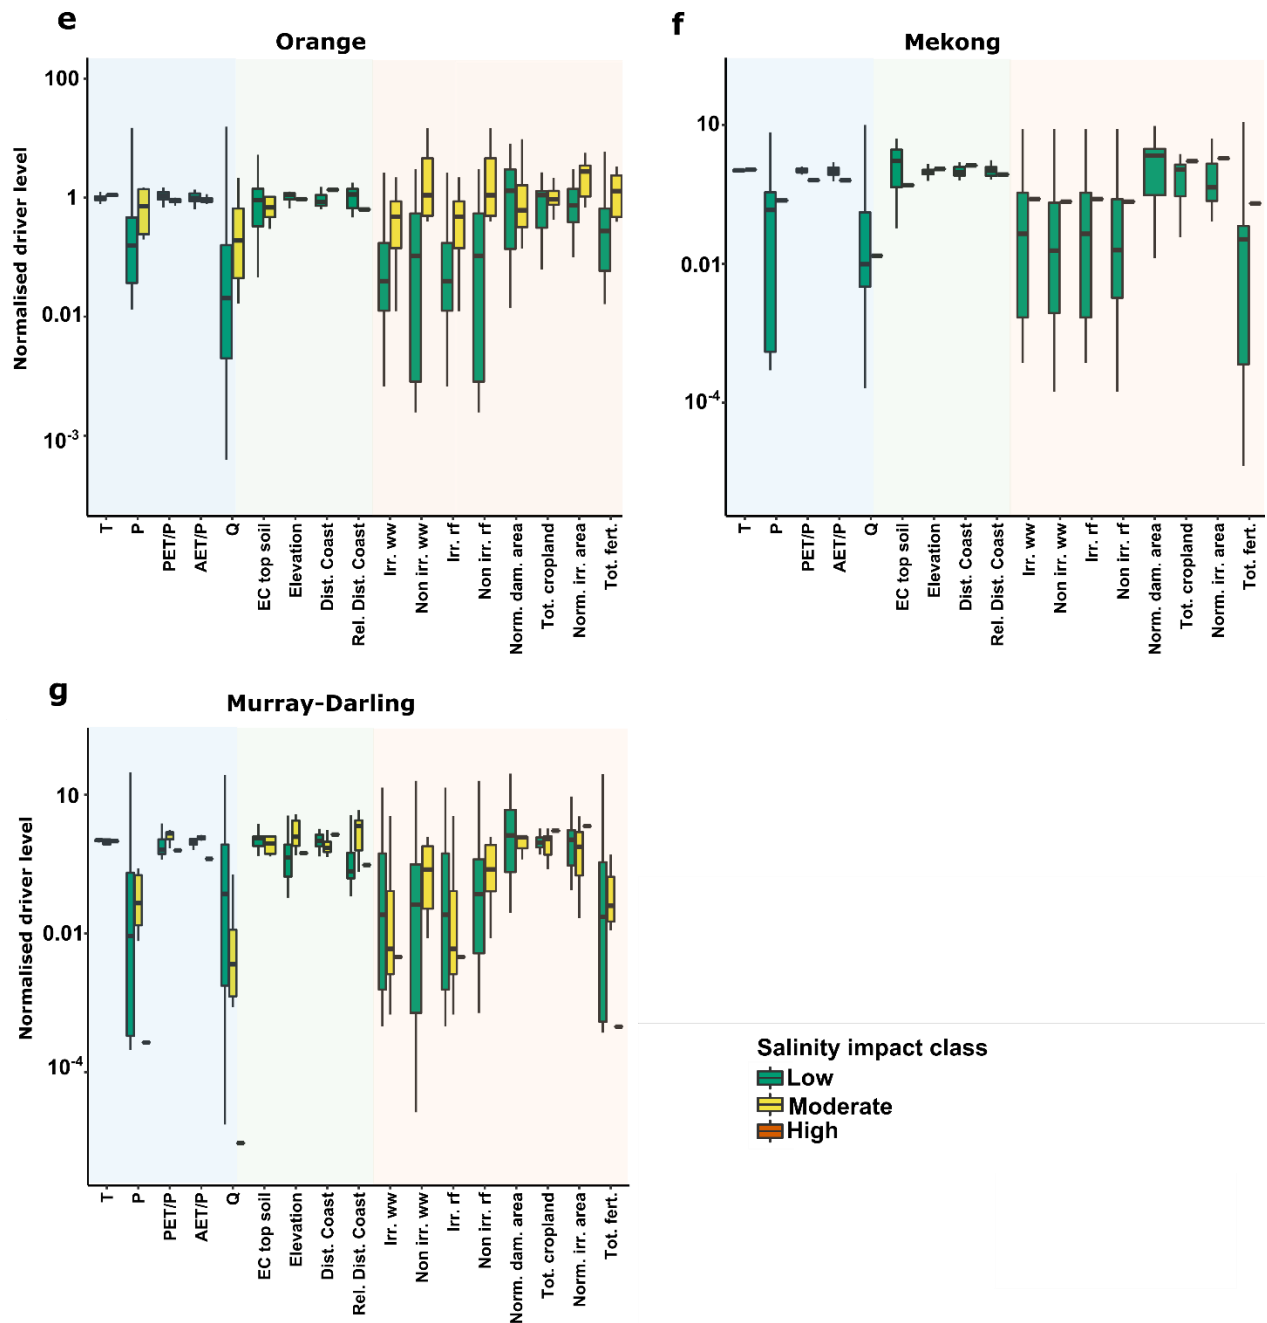 e
Orange
Normalised driver level
100
1
0.01
10-3
T
P
PET/P
AET/P
Q
EC top soil
Elevation
Dist. Coast
Rel. Dist. Coast
Irr. ww
Non irr. ww
Irr. rf
Non irr. rf
Norm. dam. area
Tot. cropland
Norm. irr. area
Tot. fert.
f
Mekong
10
0.01
10-4
T
P
PET/P
AET/P
Q
EC top soil
Elevation
Dist. Coast
Rel. Dist. Coast
Irr. ww
Non irr. ww
Irr. rf
Non irr. rf
Norm. dam. area
Tot. cropland
Norm. irr. area
Tot. fert.
g
Murray-Darling
Normalised driver level
10
0.01
10-4
T
P
PET/P
AET/P
Q
EC top soil
Elevation
Dist. Coast
Rel. Dist. Coast
Irr. ww
Non irr. ww
Irr. rf
Non irr. rf
Norm. dam. area
Tot. cropland
Norm. irr. area
Tot. fert.
Salinity impact class
Low
Moderate
High